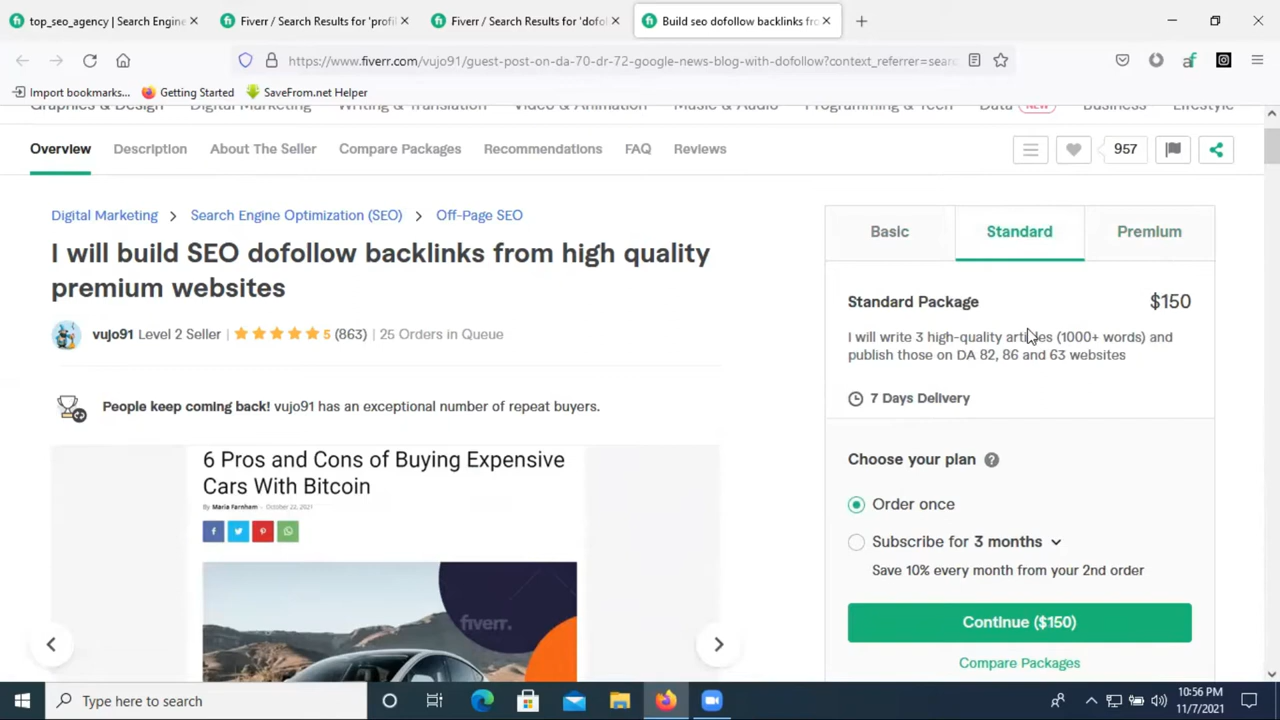 top_seo_agency | Search Engine
Fiverr / Search Results for 'profil
Fiverr / Search Results for 'dofol
Build seo dofollow backlinks fro
https://www.fiverr.com/vujo91/guest-post-on-da-70-dr-72-google-news-blog-with-dofollow?context_referrer=searc
Import bookmarks...
Getting Started
SaveFrom.net Helper
Graphics & Design
Digital Marketing
Writing & Translation
Video & Animation
Music & Audio
Programming & Tech
Data
NEW
Business
Lifestyle
Overview
Description
About The Seller
Compare Packages
Recommendations
FAQ
Reviews
957
Digital Marketing > Search Engine Optimization (SEO) > Off-Page SEO
I will build SEO dofollow backlinks from high quality
premium websites
vujo91 Level 2 Seller | 5 (863) | 25 Orders in Queue
People keep coming back! vujo91 has an exceptional number of repeat buyers.
6 Pros and Cons of Buying Expensive
Cars With Bitcoin
By Maria Farnham - October 22, 2021
fiverr.
Basic
Standard
Premium
Standard Package
$150
I will write 3 high-quality articles (1000+ words) and
publish those on DA 82, 86 and 63 websites
7 Days Delivery
Choose your plan
Order once
Subscribe for 3 months
Save 10% every month from your 2nd order
Continue ($150)
Compare Packages
Type here to search
10:56 PM
11/7/2021